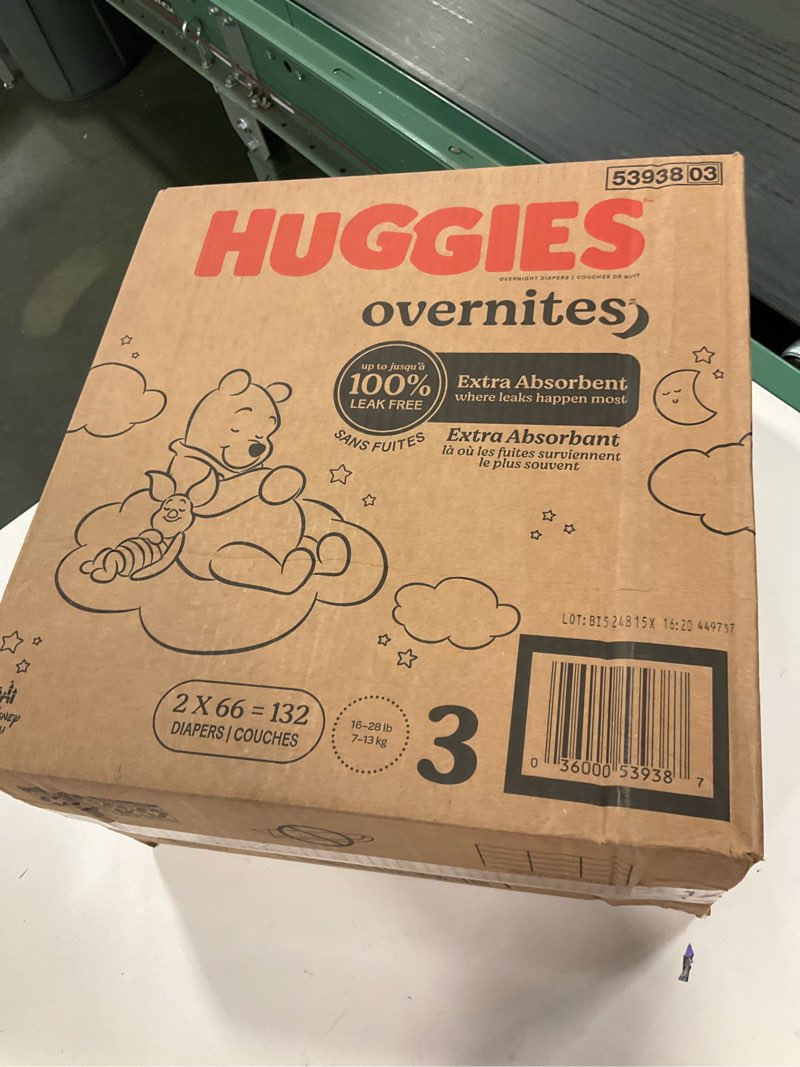 53938 03
HUGGIES
OVERNIGHT DIAPERS | COUCHES DE NUIT
overnites
up to jusqu'à
100%
LEAK FREE
SANS FUITES
Extra Absorbent
where leaks happen most
Extra Absorbant
là où les fuites surviennent
le plus souvent
LOT: BI524815X 16:20 449737
2 X 66 = 132
DIAPERS | COUCHES
16–28 lb
7–13 kg
3
0 36000 53938 7